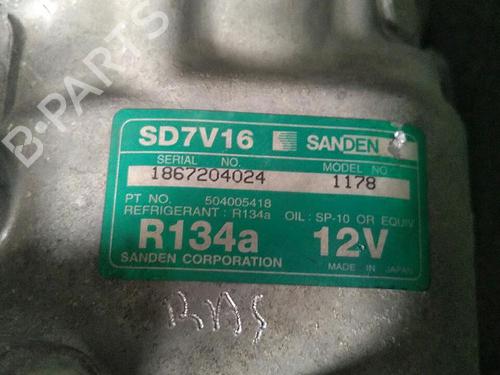 B-PARTS
SD7V16 SANDEN
SERIAL NO. MODEL NO
1867204024 1178
PT NO. 504005418
REFRIGERANT : R134a OIL : SP-10 OR EQUIV
R134a 12V
SANDEN CORPORATION MADE IN JAPAN